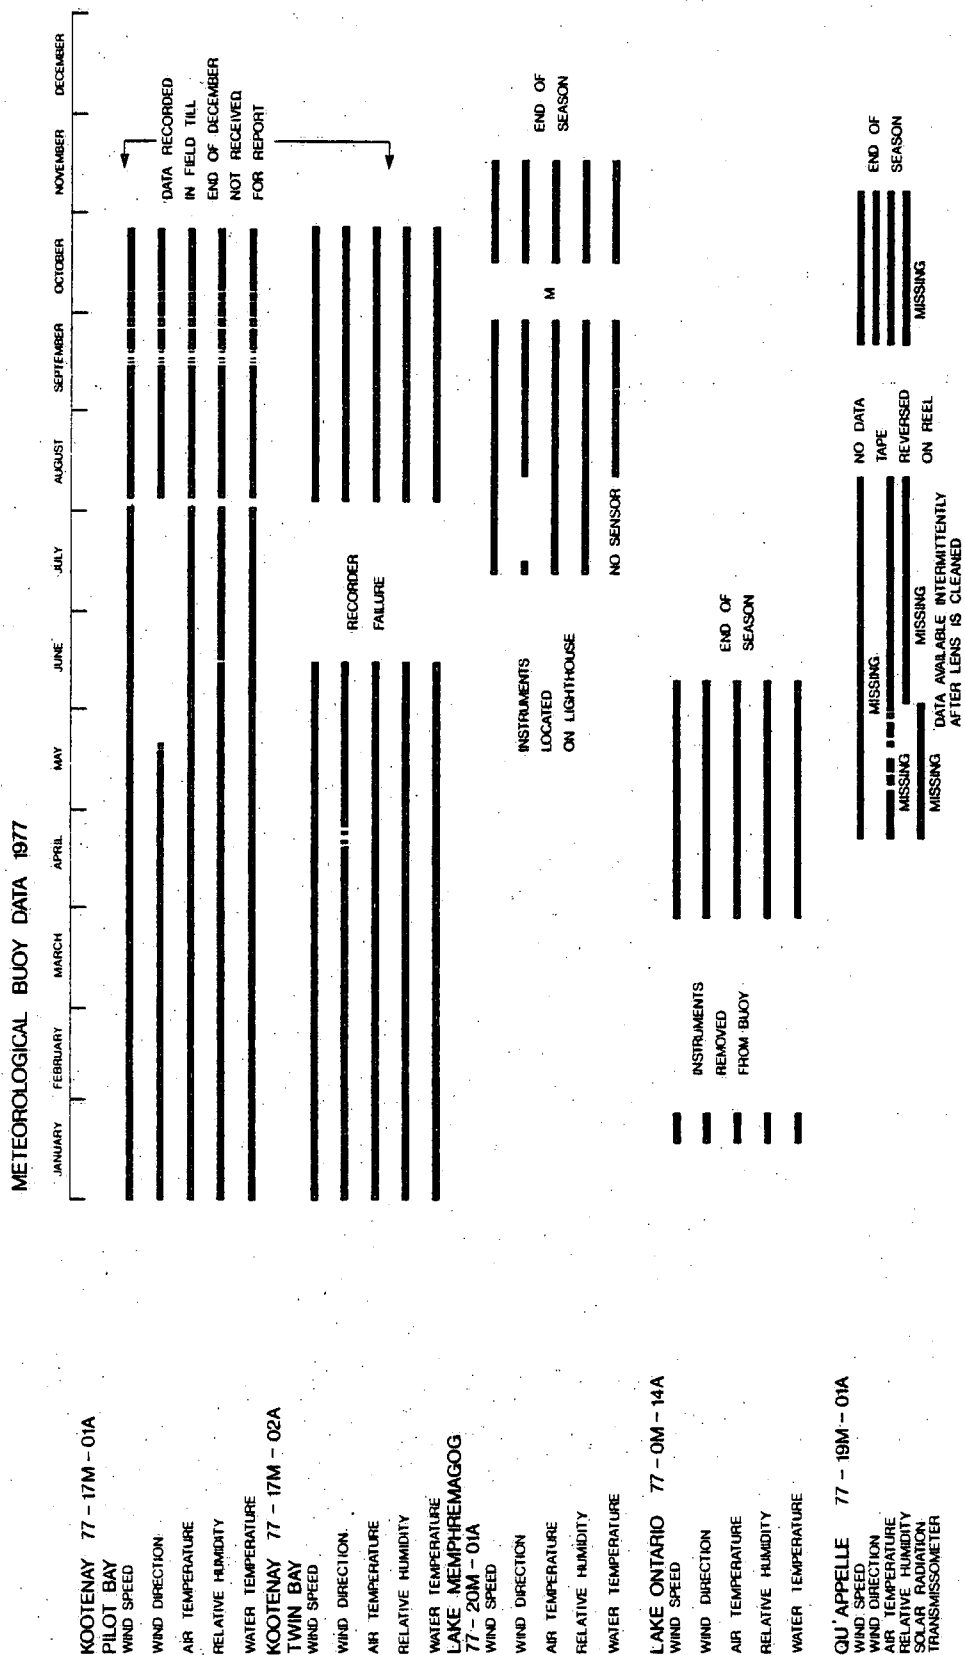 METEOROLOGICAL BUOY DATA 1977
JANUARY FEBRUARY MARCH APRIL MAY JUNE JULY AUGUST SEPTEMBER OCTOBER NOVEMBER DECEMBER
KOOTENAY 77 - 17M - 01A
PILOT BAY
WIND SPEED
WIND DIRECTION
AIR TEMPERATURE
RELATIVE HUMIDITY
WATER TEMPERATURE
DATA RECORDED
IN FIELD TILL
END OF DECEMBER
NOT RECEIVED
FOR REPORT
KOOTENAY 77 - 17M - 02A
TWIN BAY
WIND SPEED
WIND DIRECTION
AIR TEMPERATURE
RELATIVE HUMIDITY
WATER TEMPERATURE
RECORDER
FAILURE
LAKE MEMPHREMAGOG
77 - 20M - 01A
WIND SPEED
WIND DIRECTION
AIR TEMPERATURE
RELATIVE HUMIDITY
WATER TEMPERATURE
INSTRUMENTS
LOCATED
ON LIGHTHOUSE
NO SENSOR
M
END OF
SEASON
LAKE ONTARIO 77 - 0M - 14A
WIND SPEED
WIND DIRECTION
AIR TEMPERATURE
RELATIVE HUMIDITY
WATER TEMPERATURE
INSTRUMENTS
REMOVED
FROM BUOY
END OF
SEASON
QU'APPELLE 77 - 19M - 01A
WIND SPEED
WIND DIRECTION
AIR TEMPERATURE
RELATIVE HUMIDITY
SOLAR RADIATION
TRANSMISSOMETER
MISSING
MISSING
MISSING
MISSING
DATA AVAILABLE INTERMITTENTLY
AFTER LENS IS CLEANED
NO DATA
TAPE
REVERSED
ON REEL
MISSING
END OF
SEASON